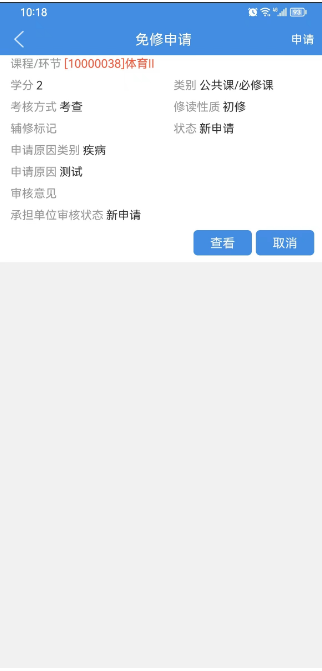 10:18
免修申请 申请
课程/环节 [10000038]体育II
学分 2 类别 公共课/必修课
考核方式 考查 修读性质 初修
辅修标记 状态 新申请
申请原因类别 疾病
申请原因 测试
审核意见
承担单位审核状态 新申请
查看 取消